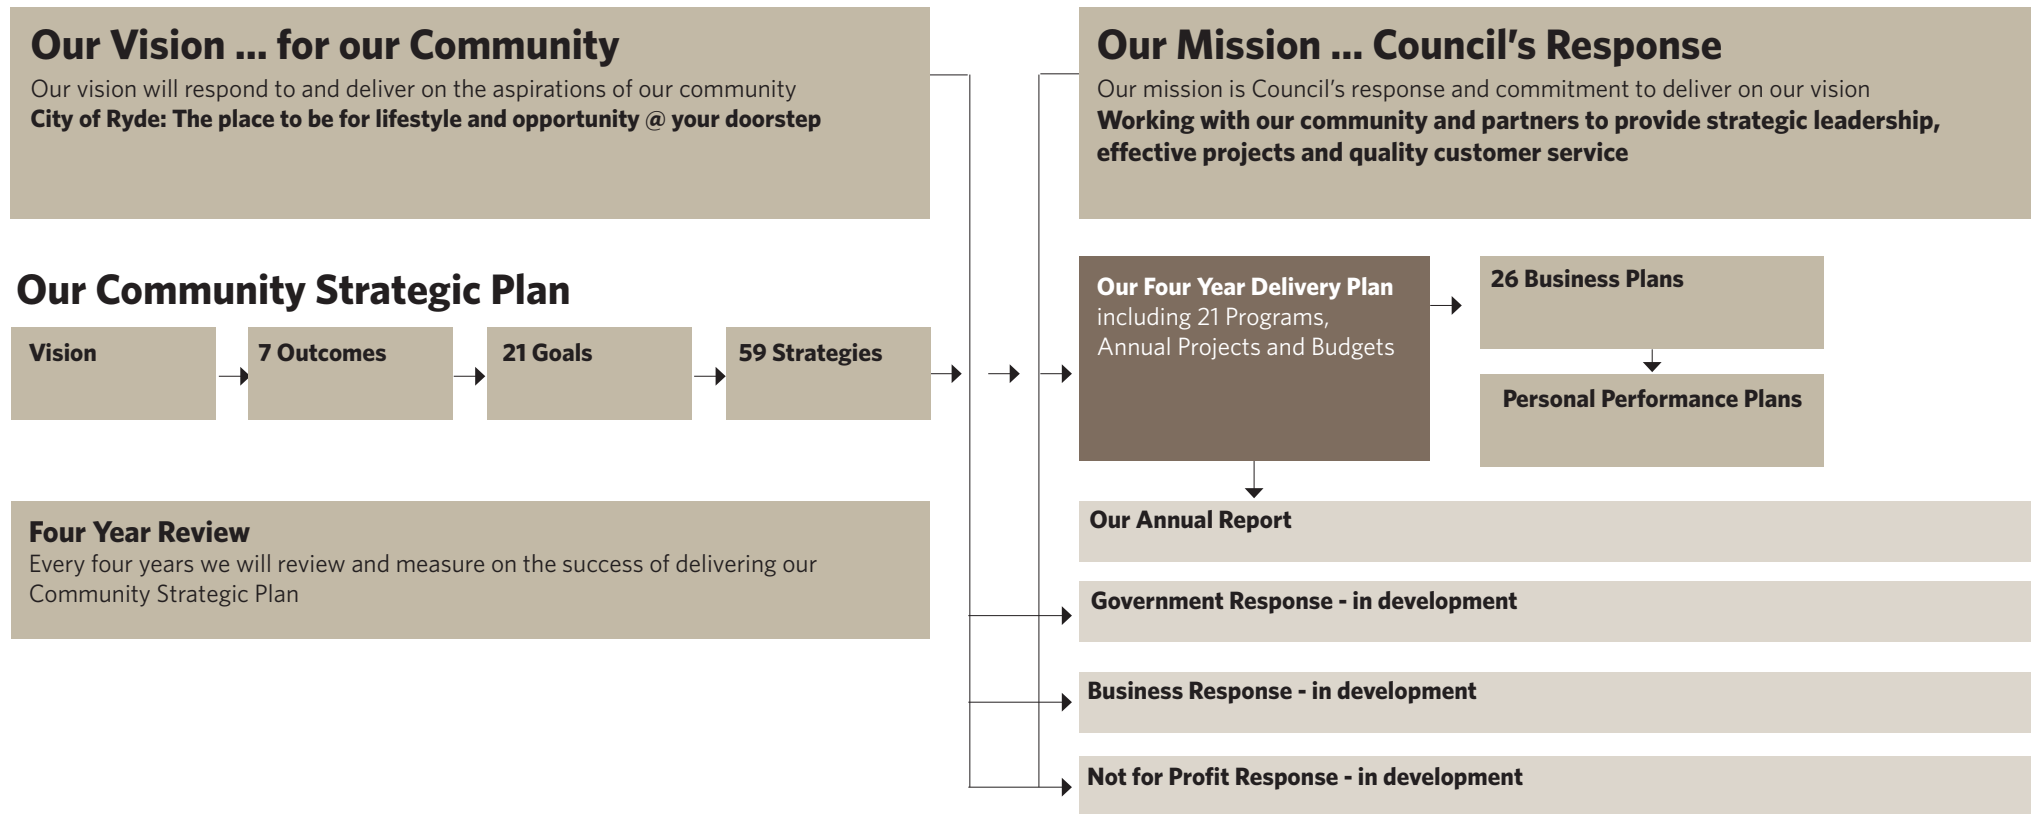 Our Vision ... for our Community
Our vision will respond to and deliver on the aspirations of our community
City of Ryde: The place to be for lifestyle and opportunity @ your doorstep
Our Mission ... Council's Response
Our mission is Council's response and commitment to deliver on our vision
Working with our community and partners to provide strategic leadership,
effective projects and quality customer service
Our Community Strategic Plan
Vision
7 Outcomes
21 Goals
59 Strategies
Our Four Year Delivery Plan
including 21 Programs,
Annual Projects and Budgets
26 Business Plans
Personal Performance Plans
Four Year Review
Every four years we will review and measure on the success of delivering our
Community Strategic Plan
Our Annual Report
Government Response - in development
Business Response - in development
Not for Profit Response - in development